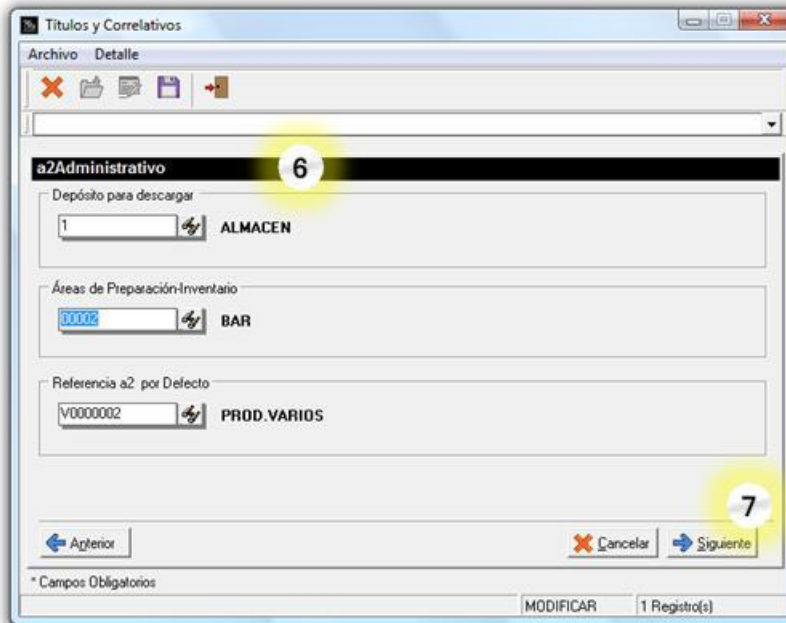 Títulos y Correlativos
Archivo Detalle
a2Administrativo 6
Depósito para descargar
1 ALMACEN
Áreas de Preparación-Inventario
00002 BAR
Referencia a2 por Defecto
V0000002 PROD.VARIOS
7
Anterior Cancelar Siguiente
* Campos Obligatorios
MODIFICAR 1 Registro(s)